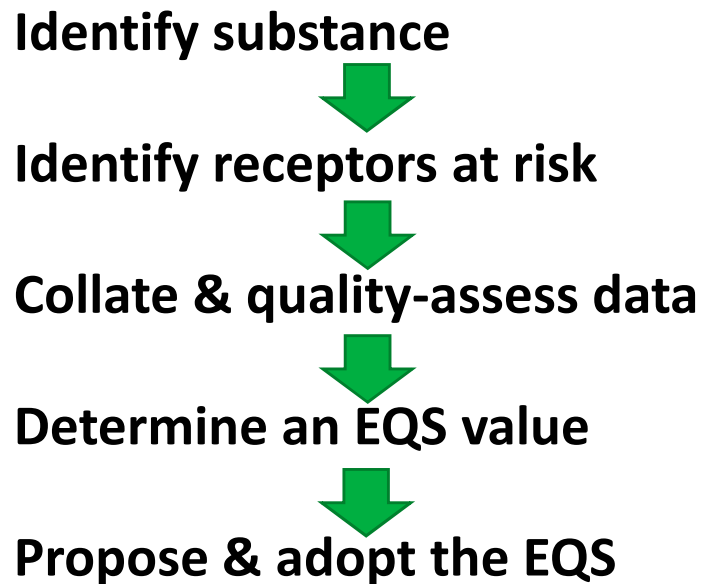 Identify substance
Identify receptors at risk
Collate & quality-assess data
Determine an EQS value
Propose & adopt the EQS